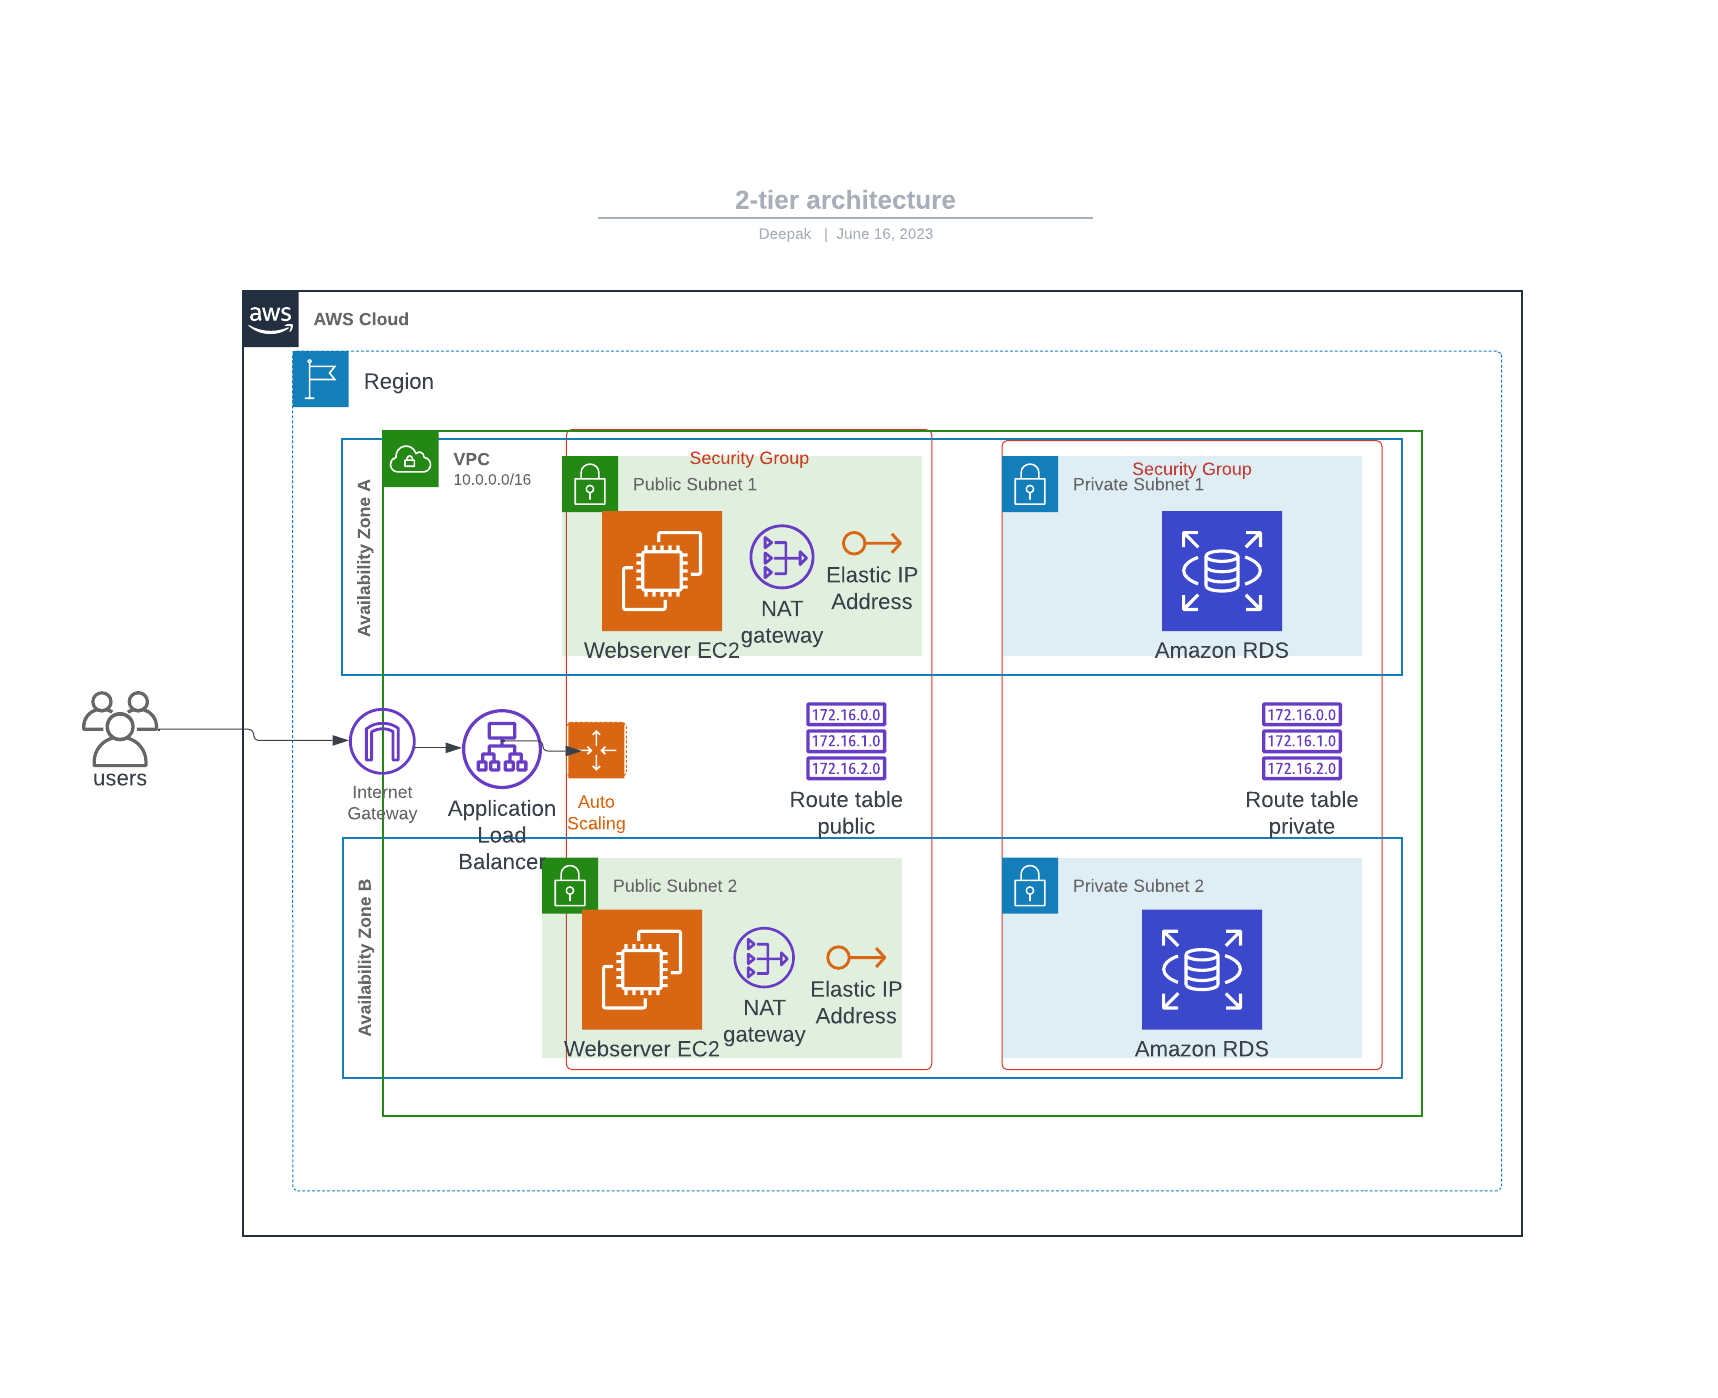 2-tier architecture
Deepak | June 16, 2023
aws
AWS Cloud
Region
VPC
10.0.0.0/16
Availability Zone A
Security Group
Public Subnet 1
Webserver EC2
NAT
gateway
Elastic IP
Address
Security Group
Private Subnet 1
Amazon RDS
users
Internet
Gateway
Application
Load
Balancer
Auto
Scaling
172.16.0.0
172.16.1.0
172.16.2.0
Route table
public
172.16.0.0
172.16.1.0
172.16.2.0
Route table
private
Availability Zone B
Public Subnet 2
Webserver EC2
NAT
gateway
Elastic IP
Address
Private Subnet 2
Amazon RDS